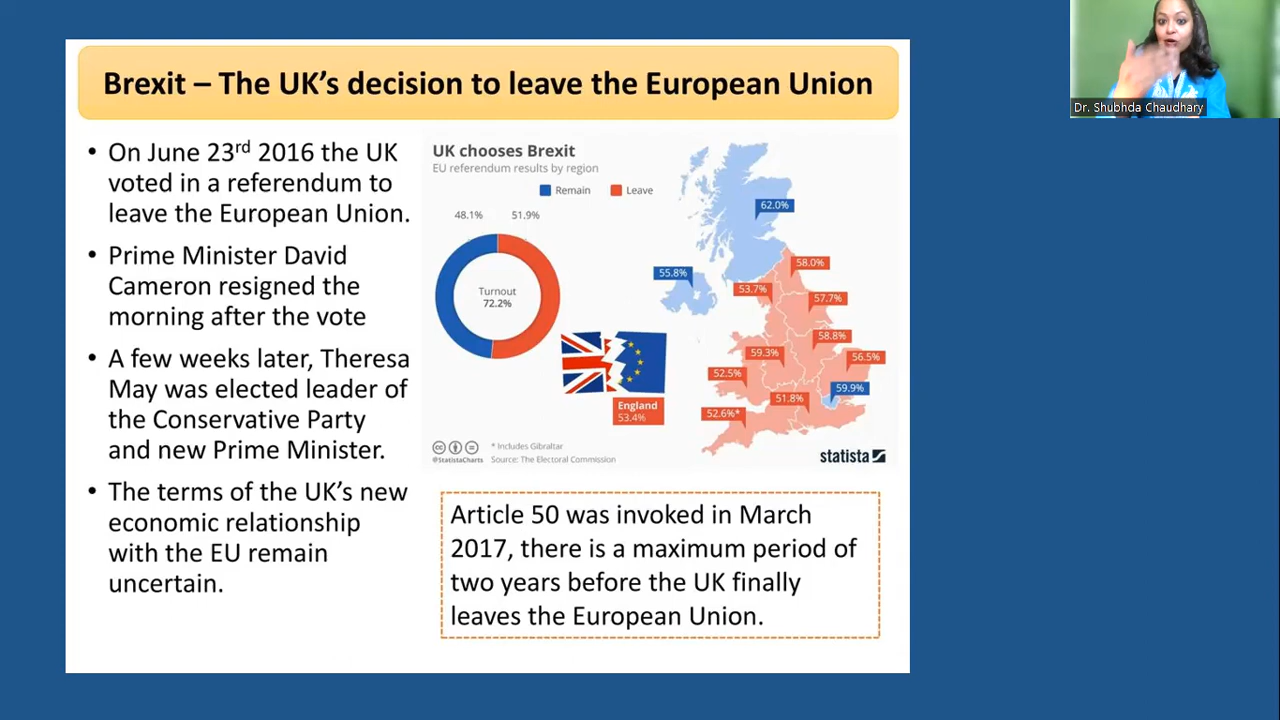 Brexit – The UK's decision to leave the European Union
• On June 23rd 2016 the UK
voted in a referendum to
leave the European Union.
• Prime Minister David
Cameron resigned the
morning after the vote
• A few weeks later, Theresa
May was elected leader of
the Conservative Party
and new Prime Minister.
• The terms of the UK's new
economic relationship
with the EU remain
uncertain.
UK chooses Brexit
EU referendum results by region
Remain Leave
48.1% 51.9%
Turnout
72.2%
62.0%
55.8%
58.0%
53.7%
57.7%
58.8%
59.3%
56.5%
52.5%
59.9%
51.8%
52.6%*
England
53.4%
* Includes Gibraltar
@StatistaCharts Source: The Electoral Commission
statista
Article 50 was invoked in March
2017, there is a maximum period of
two years before the UK finally
leaves the European Union.
Dr. Shubhda Chaudhary